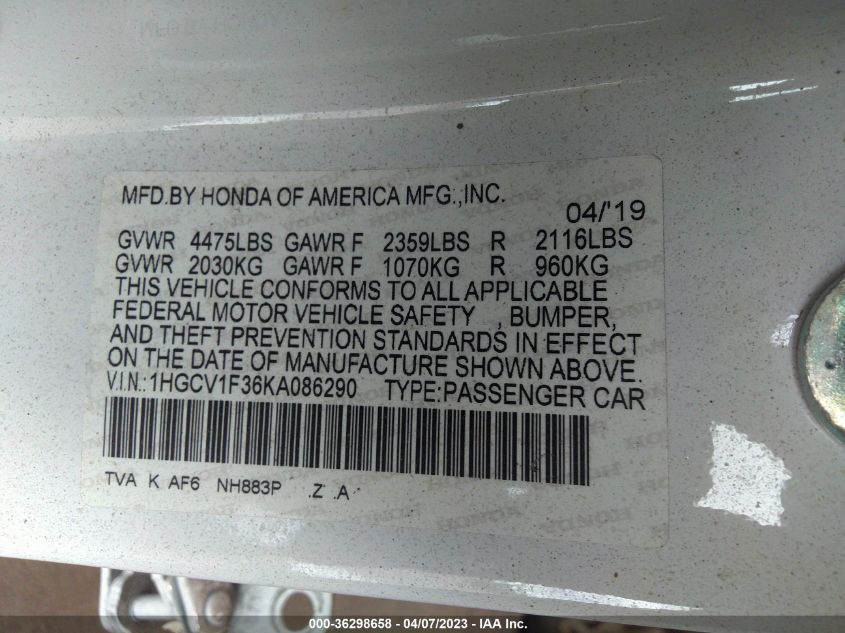 MFD.BY HONDA OF AMERICA MFG.,INC.
04/'19
GVWR 4475LBS GAWR F 2359LBS R 2116LBS
GVWR 2030KG GAWR F 1070KG R 960KG
THIS VEHICLE CONFORMS TO ALL APPLICABLE
FEDERAL MOTOR VEHICLE SAFETY , BUMPER,
AND THEFT PREVENTION STANDARDS IN EFFECT
ON THE DATE OF MANUFACTURE SHOWN ABOVE.
V.I.N.:1HGCV1F36KA086290 TYPE:PASSENGER CAR
TVA K AF6 NH883P .Z .A
000-36298658 - 04/07/2023 - IAA Inc.